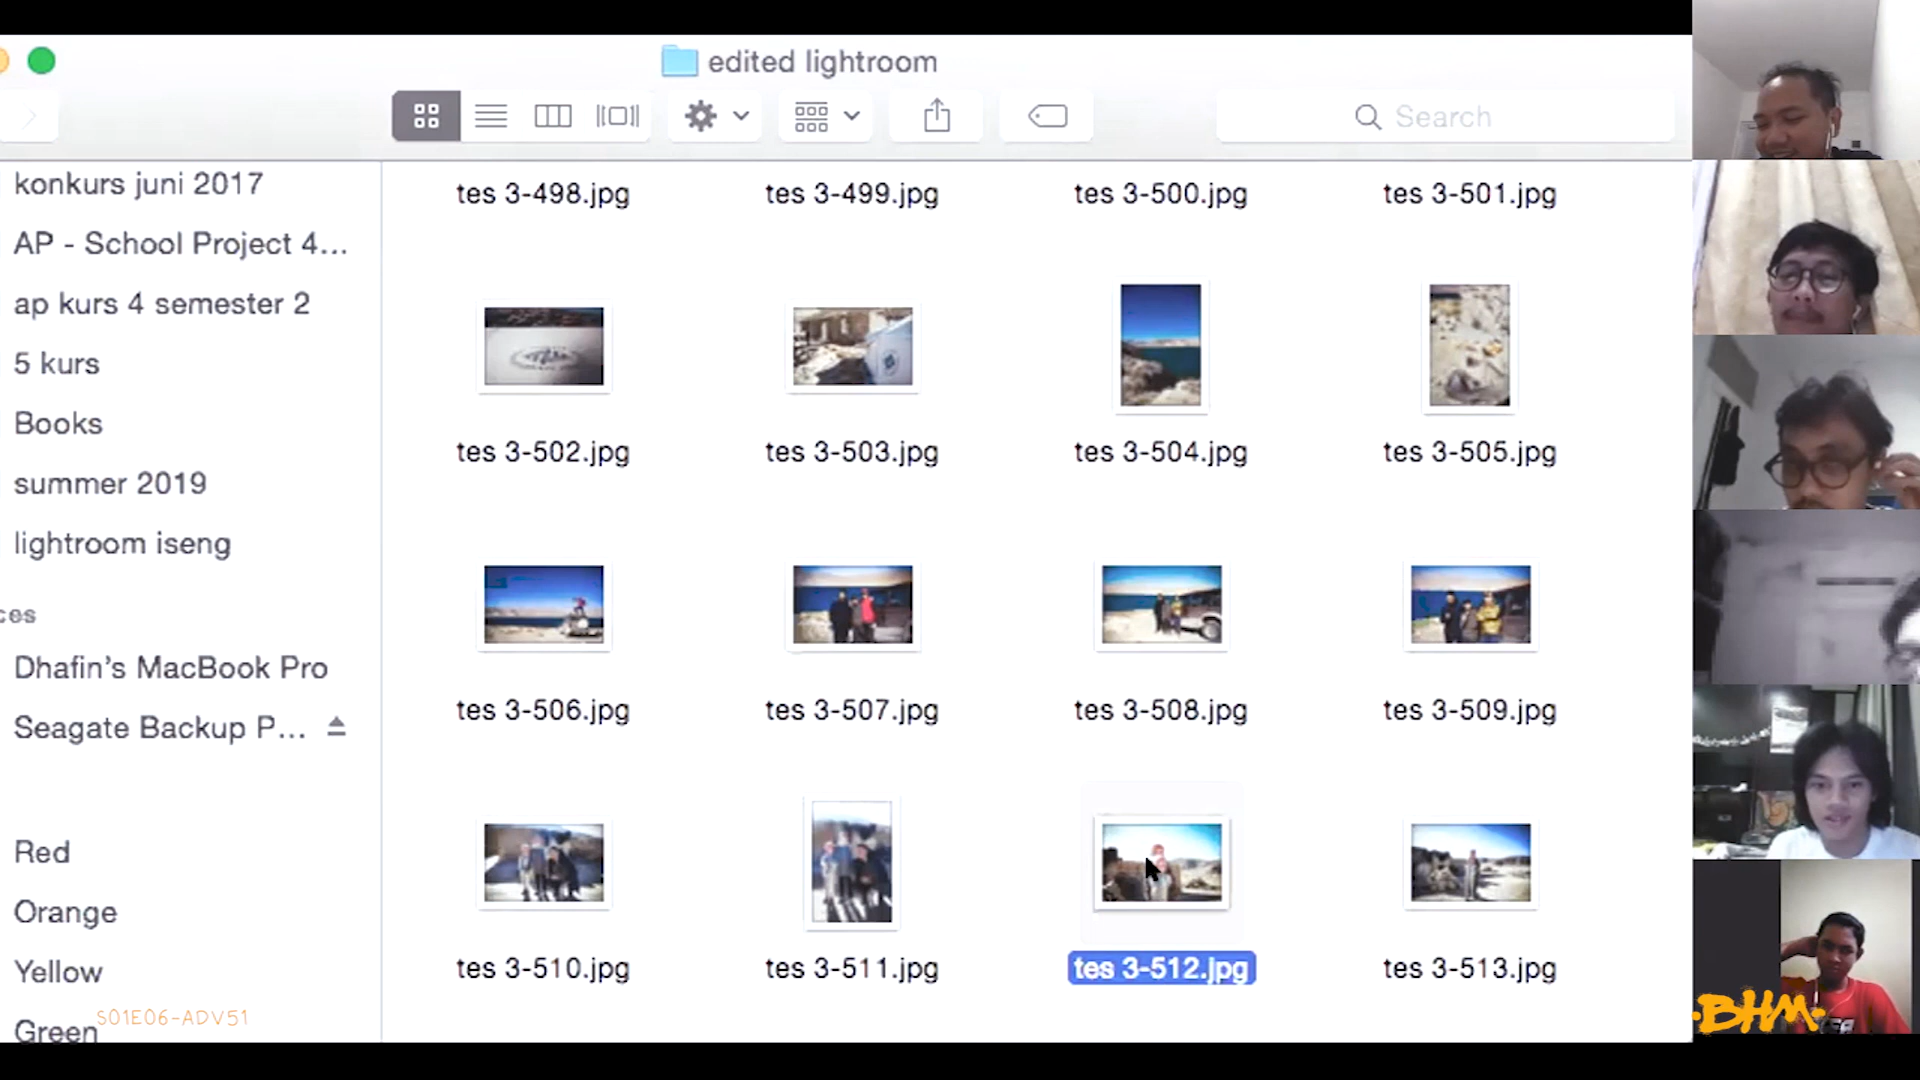 edited lightroom
Search
konkurs juni 2017
AP - School Project 4...
ap kurs 4 semester 2
5 kurs
Books
summer 2019
lightroom iseng
ces
Dhafin's MacBook Pro
Seagate Backup P...
Red
Orange
Yellow
Green
tes 3-498.jpg
tes 3-499.jpg
tes 3-500.jpg
tes 3-501.jpg
tes 3-502.jpg
tes 3-503.jpg
tes 3-504.jpg
tes 3-505.jpg
tes 3-506.jpg
tes 3-507.jpg
tes 3-508.jpg
tes 3-509.jpg
tes 3-510.jpg
tes 3-511.jpg
tes 3-512.jpg
tes 3-513.jpg
S01E06-ADV51
BHM